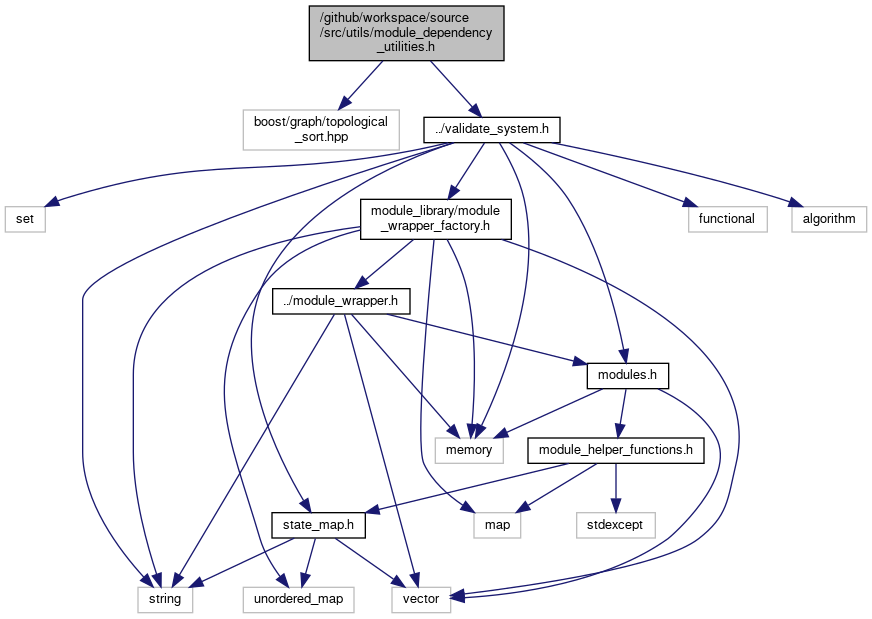 /github/workspace/source
/src/utils/module_dependency
_utilities.h
boost/graph/topological
_sort.hpp
../validate_system.h
set
module_library/module
_wrapper_factory.h
functional
algorithm
../module_wrapper.h
modules.h
memory
module_helper_functions.h
state_map.h
map
stdexcept
string
unordered_map
vector